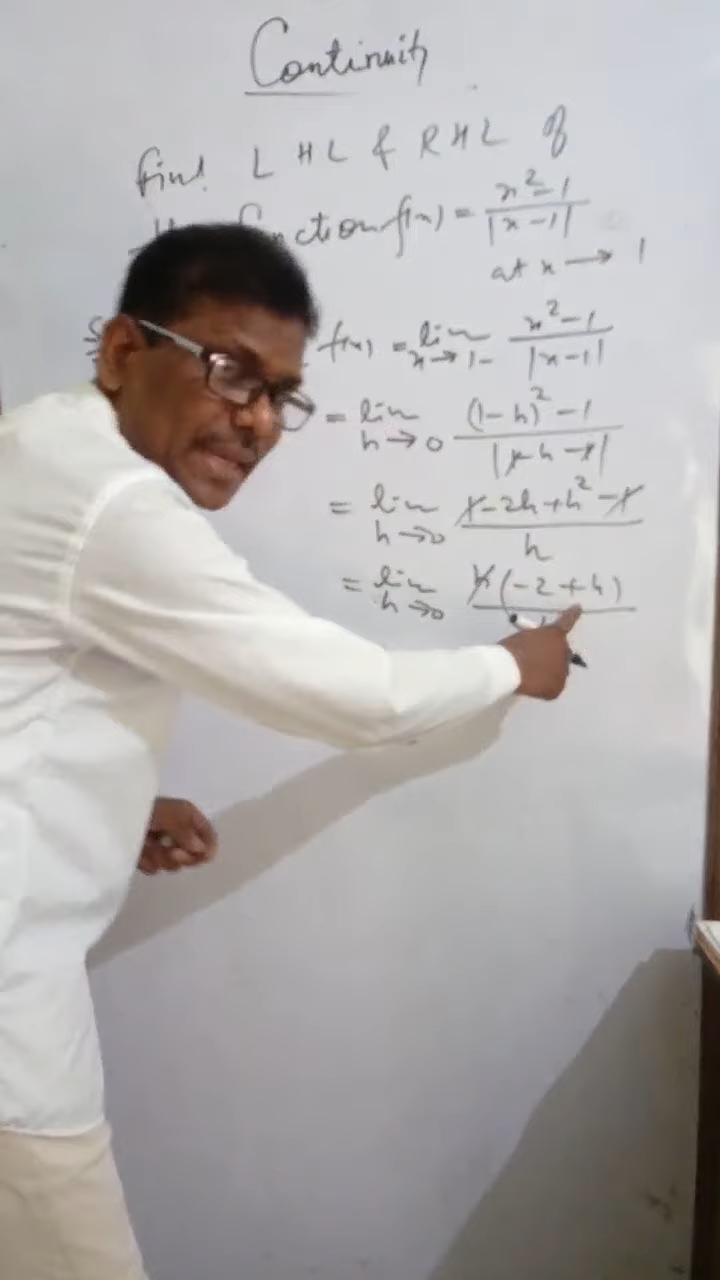 Continuity
find LHL & RHL of
function f(x) = x²-1 / |x-1|
at x → 1
f(x) = lim x→1- x²-1 / |x-1|
= lim h→0 (1-h)²-1 / |1-h-1|
= lim h→0 1-2h+h²-1 / h
= lim h→0 h(-2+h)